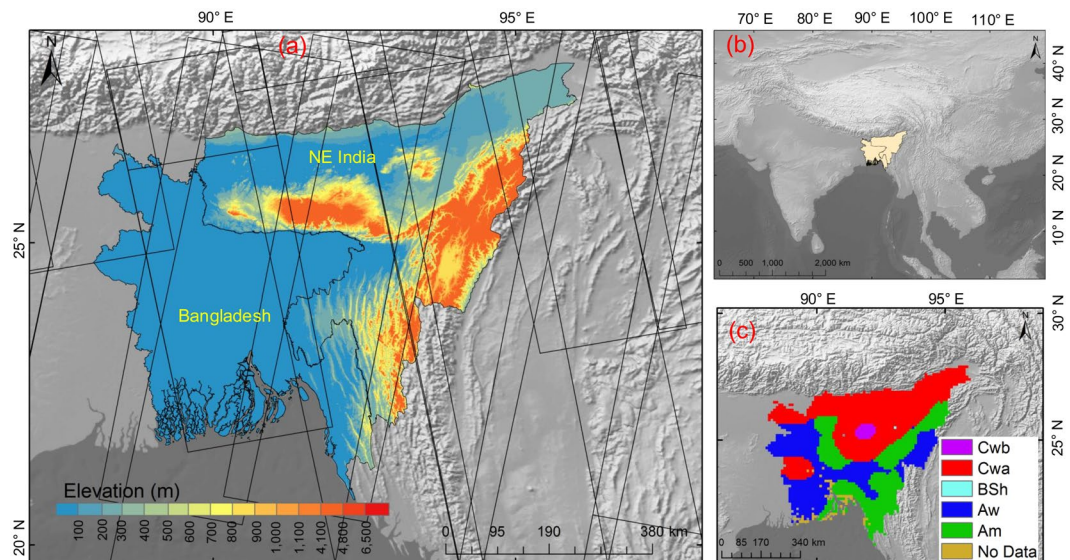 90° E
95° E
(a)
N
NE India
25° N
Bangladesh
Elevation (m)
100
200
300
400
500
600
700
800
900
1,000
1,100
4,100
4,800
6,500
0 95 190 380 km
20° N
70° E 80° E 90° E 100° E 110° E
(b)
N
40° N
30° N
20° N
10° N
0 500 1,000 2,000 km
90° E 95° E
30° N
(c)
N
25° N
Cwb
Cwa
BSh
Aw
Am
No Data
0 85 170 340 km